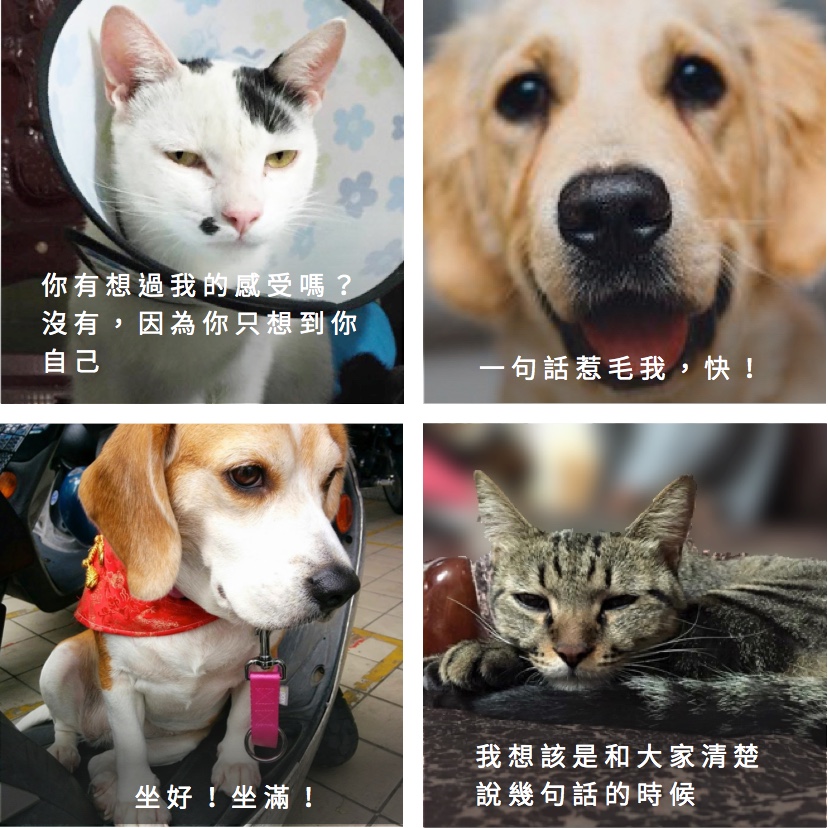 你有想過我的感受嗎？
沒有，因為你只想到你
自己
一句話惹毛我，快！
坐好！坐滿！
我想該是和大家清楚
說幾句話的時候